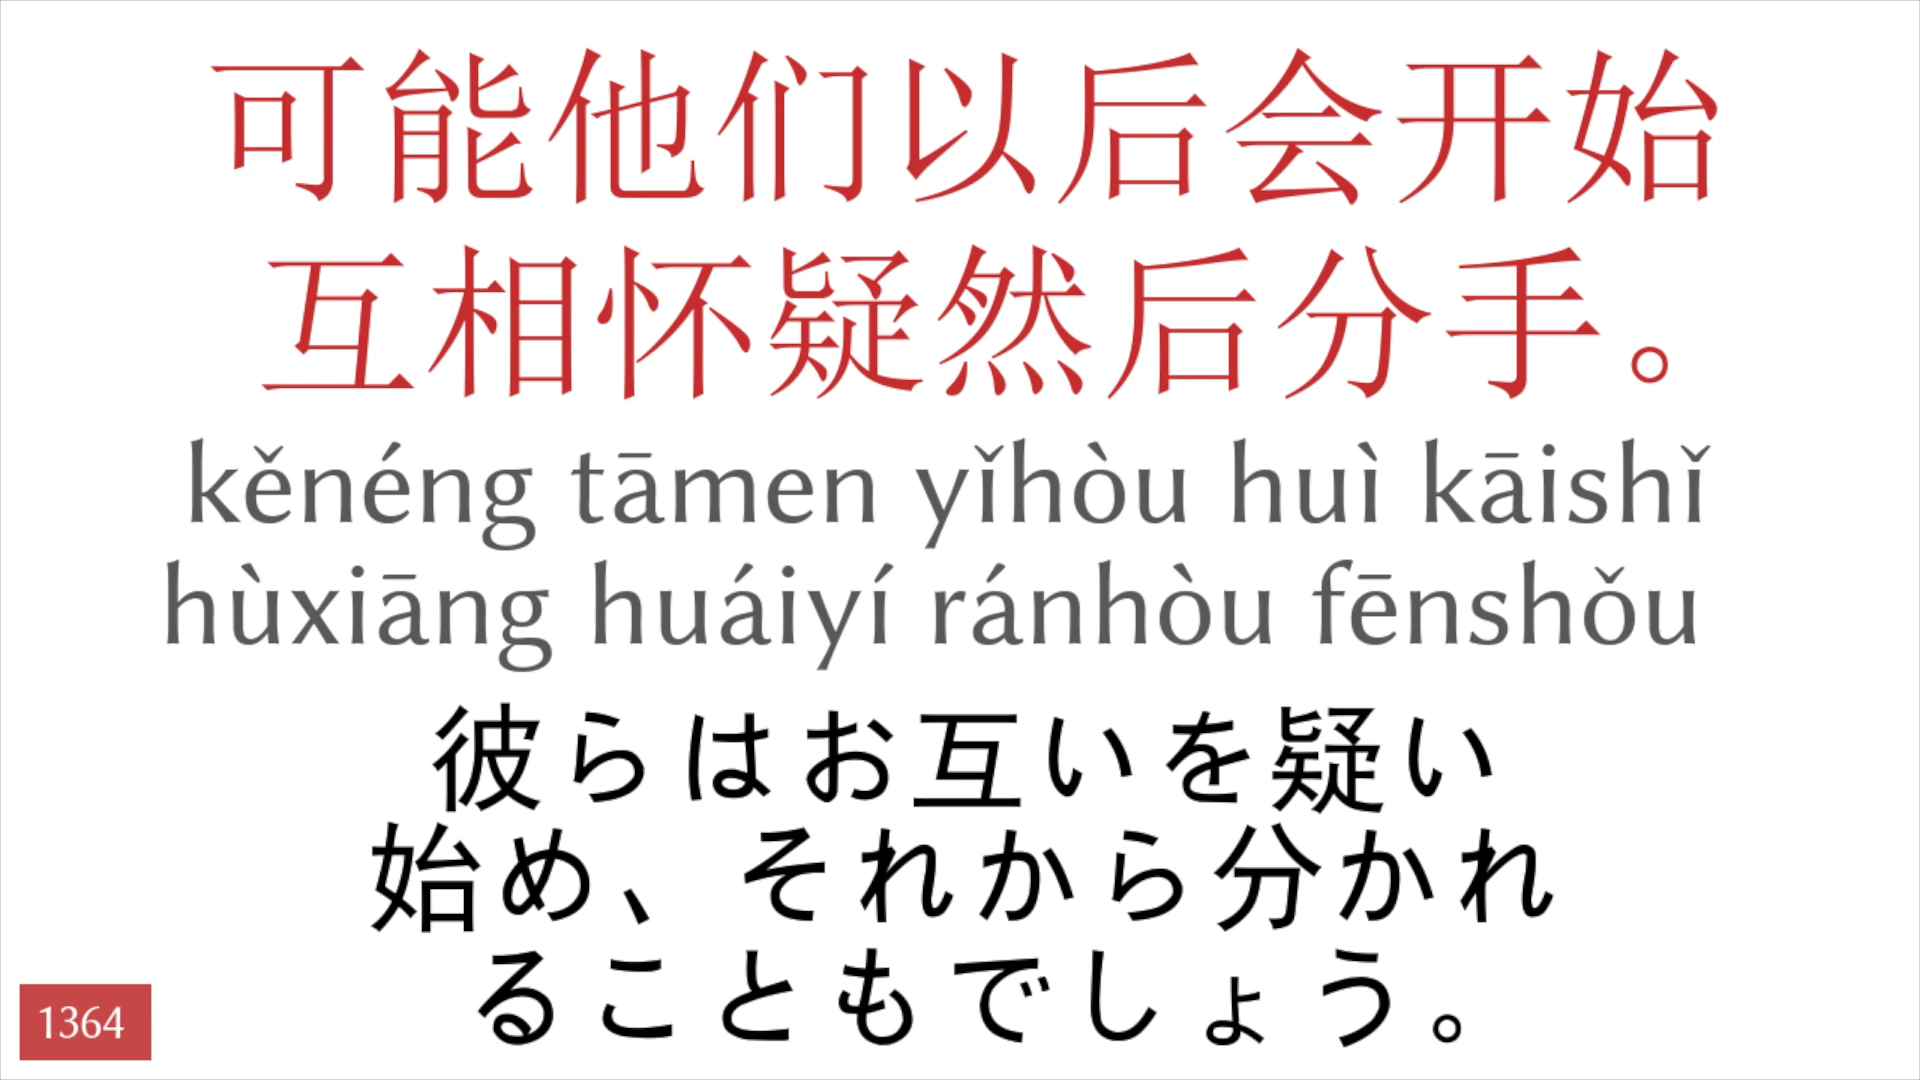 可能他们以后会开始
互相怀疑然后分手。
kěnéng tāmen yǐhòu huì kāishǐ
hùxiāng huáiyí ránhòu fēnshǒu
彼らはお互いを疑い
始め、それから分かれ
ることもでしょう。
1364